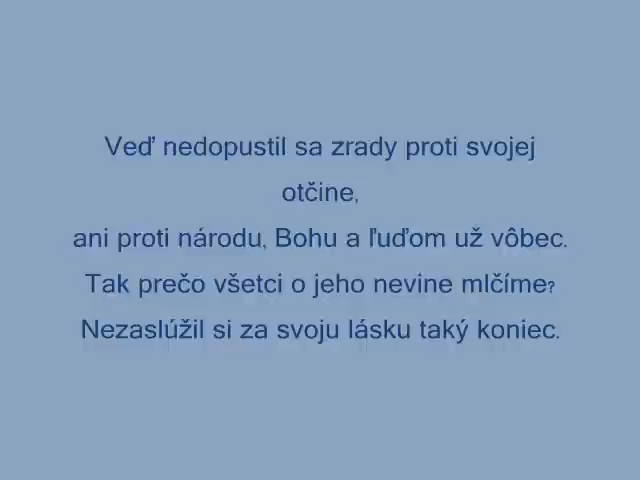 Veď nedopustil sa zrady proti svojej
otčine,
ani proti národu, Bohu a ľuďom už vôbec.
Tak prečo všetci o jeho nevine mlčíme?
Nezaslúžil si za svoju lásku taký koniec.